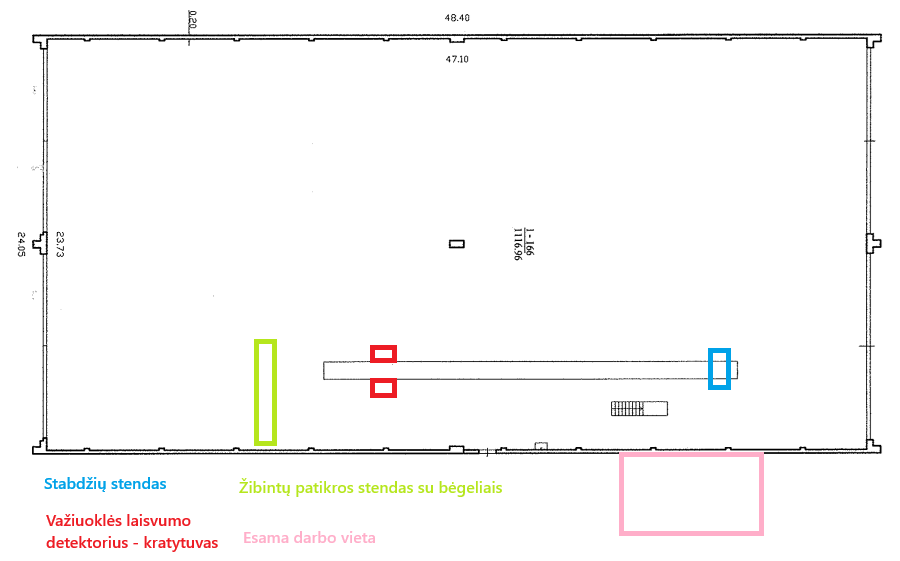 0.20
48.40
47.10
24.05
23.73
1 - 166
1116.96
Stabdžių stendas
Žibintų patikros stendas su bėgeliais
Važiuoklės laisvumo
detektorius - kratytuvas
Esama darbo vieta